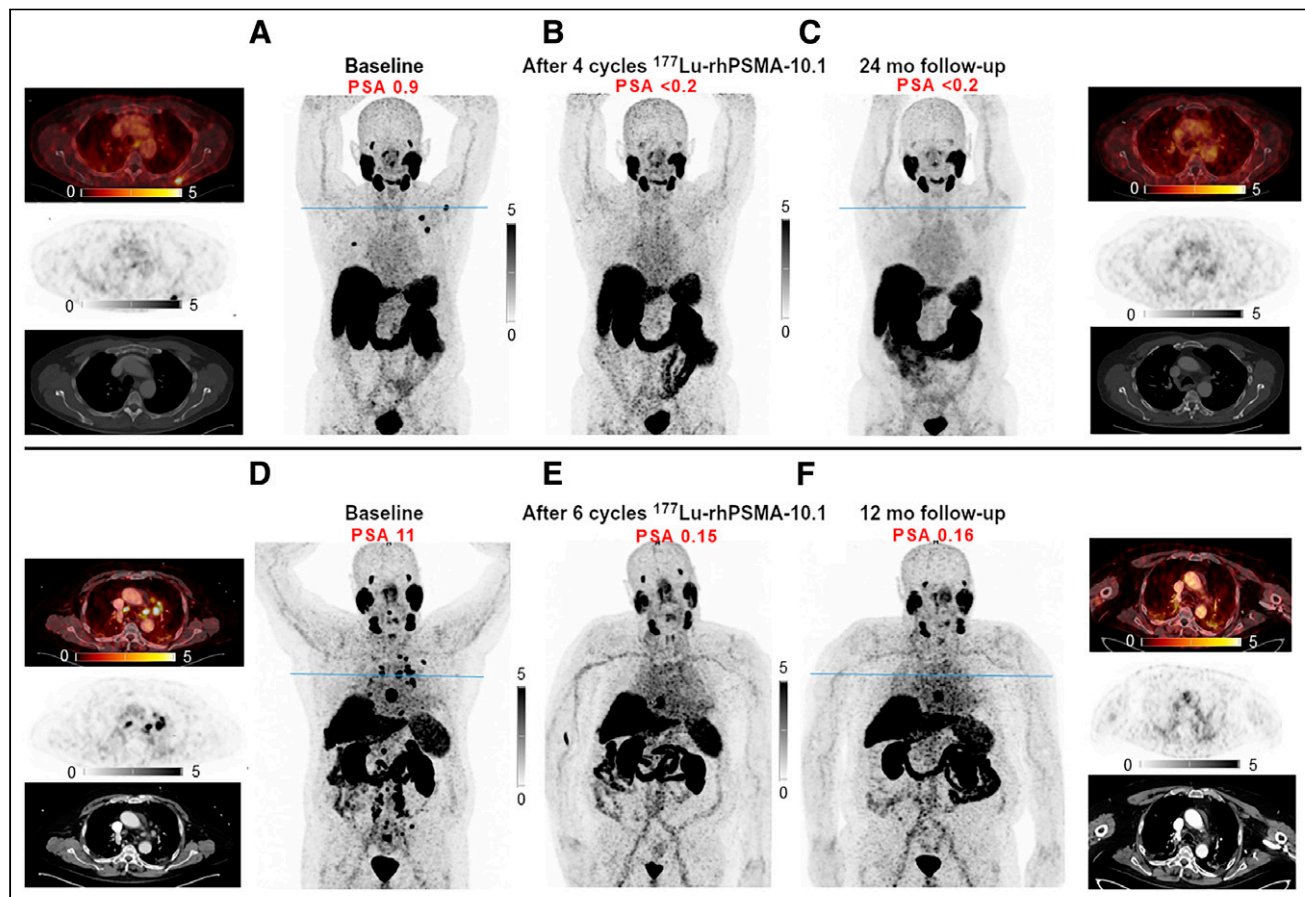 A
B
C
Baseline
PSA 0.9
After 4 cycles ¹⁷⁷Lu-rhPSMA-10.1
PSA <0.2
24 mo follow-up
PSA <0.2
0 5
0 5
5
0
5
0
0 5
0 5
D
E
F
Baseline
PSA 11
After 6 cycles ¹⁷⁷Lu-rhPSMA-10.1
PSA 0.15
12 mo follow-up
PSA 0.16
0 5
0 5
5
0
5
0
0 5
0 5